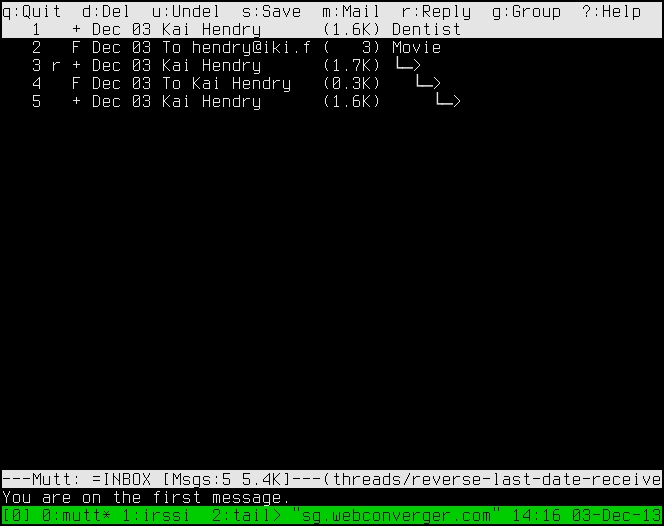 q:Quit  d:Del  u:Undel  s:Save  m:Mail  r:Reply  g:Group  ?:Help
1   + Dec 03 Kai Hendry      (1.6K) Dentist
2   F Dec 03 To hendry@iki.f (   3) Movie
3 r + Dec 03 Kai Hendry      (1.7K) └─>
4   F Dec 03 To Kai Hendry   (0.3K)   └─>
5   + Dec 03 Kai Hendry      (1.6K)     └─>
---Mutt: =INBOX [Msgs:5 5.4K]---(threads/reverse-last-date-receive
You are on the first message.
[0] 0:mutt* 1:irssi  2:tail> "sg.webconverger.com" 14:16 03-Dec-13